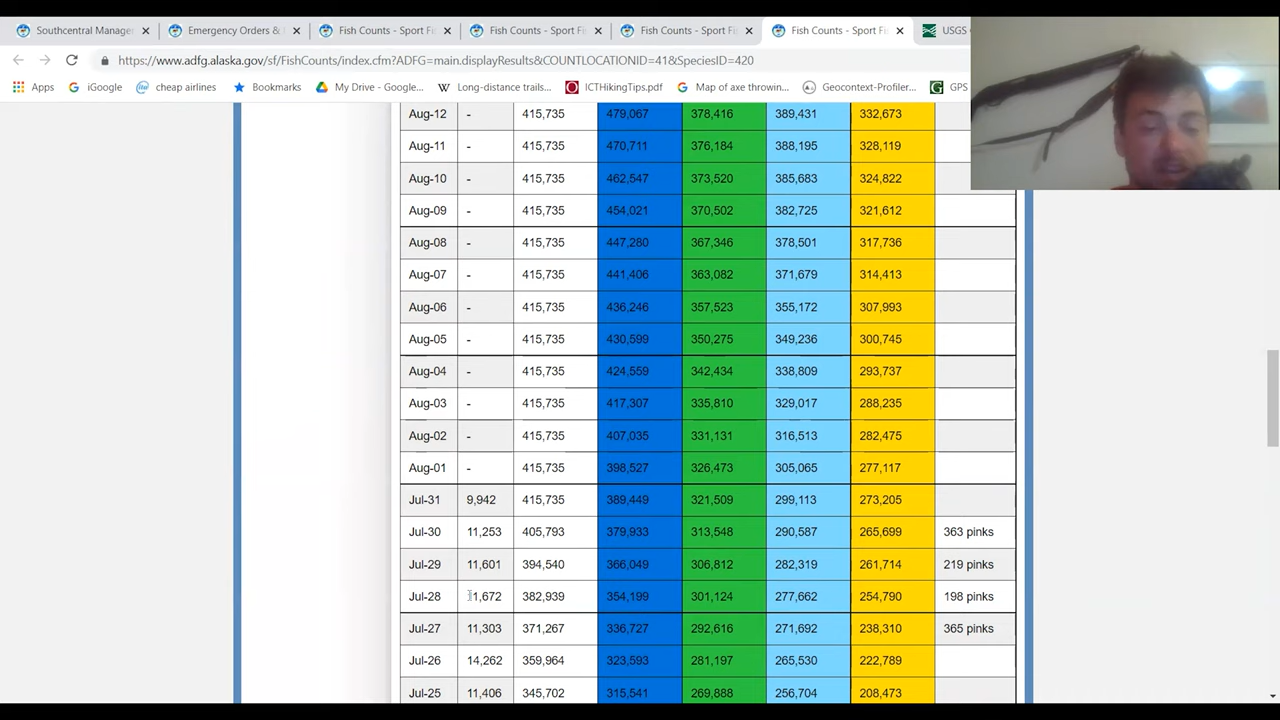 Southcentral Manage
Emergency Orders &
Fish Counts - Sport Fi
Fish Counts - Sport Fi
Fish Counts - Sport Fi
Fish Counts - Sport Fi
USGS
https://www.adfg.alaska.gov/sf/FishCounts/index.cfm?ADFG=main.displayResults&COUNTLOCATIONID=41&SpeciesID=420
Apps iGoogle cheap airlines Bookmarks My Drive - Google... Long-distance trails... ICTHikingTips.pdf Map of axe throwin... Geocontext-Profiler... GPS
Aug-12 - 415,735 479,067 378,416 389,431 332,673
Aug-11 - 415,735 470,711 376,184 388,195 328,119
Aug-10 - 415,735 462,547 373,520 385,683 324,822
Aug-09 - 415,735 454,021 370,502 382,725 321,612
Aug-08 - 415,735 447,280 367,346 378,501 317,736
Aug-07 - 415,735 441,406 363,082 371,679 314,413
Aug-06 - 415,735 436,246 357,523 355,172 307,993
Aug-05 - 415,735 430,599 350,275 349,236 300,745
Aug-04 - 415,735 424,559 342,434 338,809 293,737
Aug-03 - 415,735 417,307 335,810 329,017 288,235
Aug-02 - 415,735 407,035 331,131 316,513 282,475
Aug-01 - 415,735 398,527 326,473 305,065 277,117
Jul-31 9,942 415,735 389,449 321,509 299,113 273,205
Jul-30 11,253 405,793 379,933 313,548 290,587 265,699 363 pinks
Jul-29 11,601 394,540 366,049 306,812 282,319 261,714 219 pinks
Jul-28 11,672 382,939 354,199 301,124 277,662 254,790 198 pinks
Jul-27 11,303 371,267 336,727 292,616 271,692 238,310 365 pinks
Jul-26 14,262 359,964 323,593 281,197 265,530 222,789
Jul-25 11,406 345,702 315,541 269,888 256,704 208,473